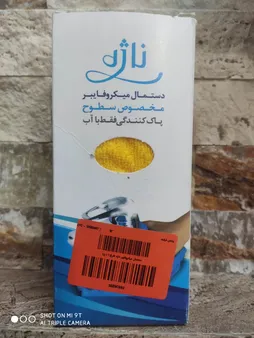 ناژه
دستمال میکروفایبر
مخصوص سطوح
پاک کنندگی فقط با آب
SHOT ON MI 9T
AI TRIPLE CAMERA